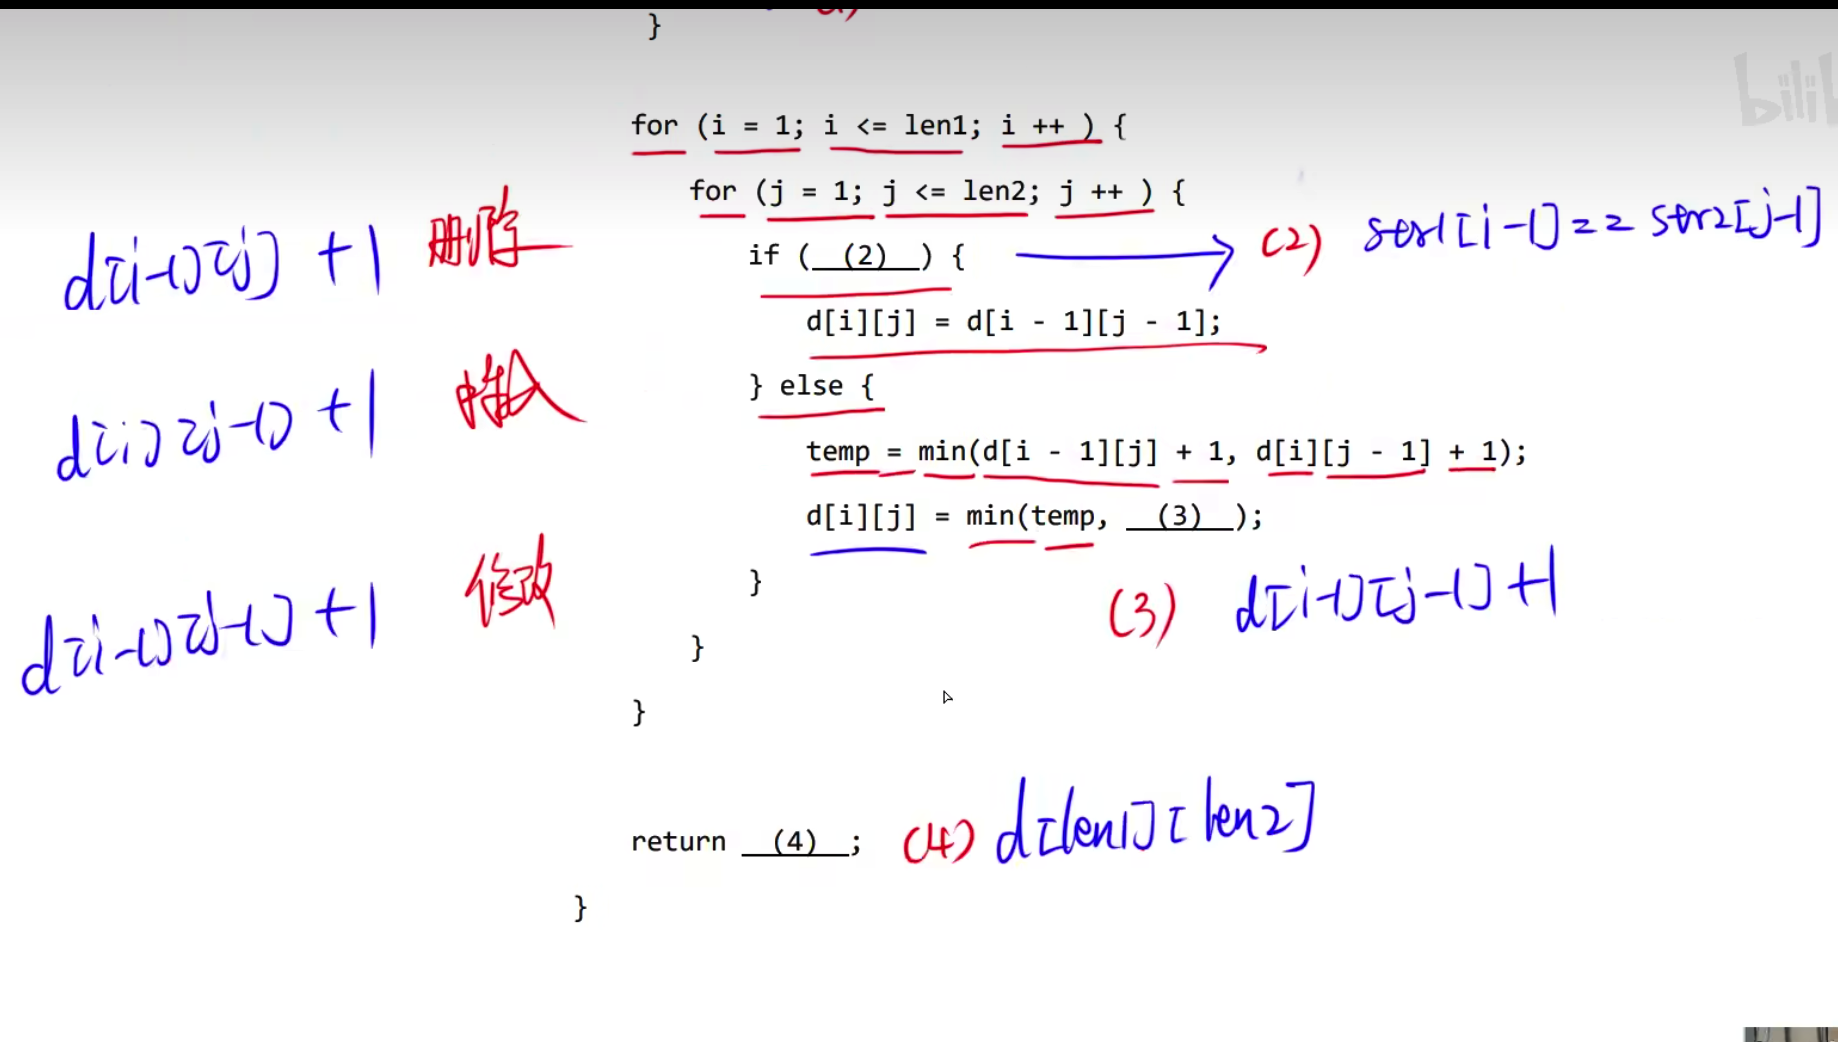 }
for (i = 1; i <= len1; i ++ ) {
for (j = 1; j <= len2; j ++ ) {
d[i-1][j] +1 删除
if ( (2) ) { (2) str1[i-1]==str2[j-1]
d[i][j] = d[i - 1][j - 1];
} else {
d[i][j-1] +1 插入
temp = min(d[i - 1][j] + 1, d[i][j - 1] + 1);
d[i][j] = min(temp, (3) );
d[i-1][j-1] +1 修改
} (3) d[i-1][j-1]+1
}
}
return (4) ; (4) d[len1][len2]
}